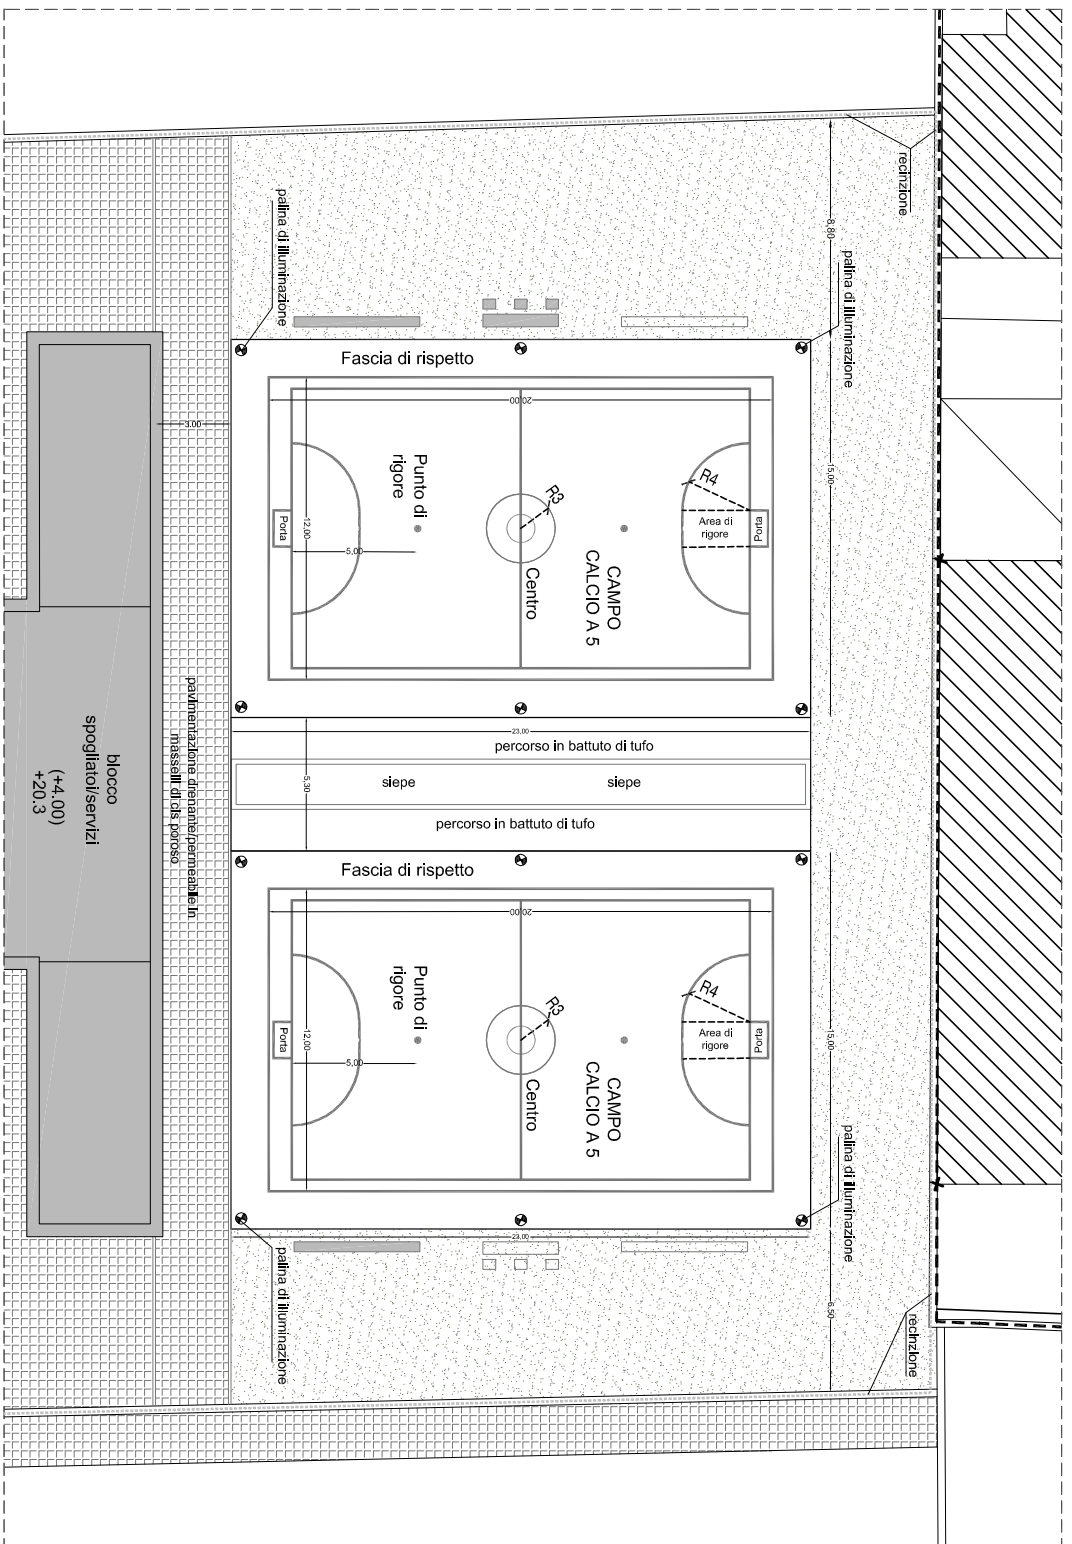 recinzione
palina di illuminazione
8,80
palina di illuminazione
Fascia di rispetto
20,00
3.00
15,00
Punto di
rigore
R3
R4
Porta
12,00
5,00
Area di
rigore
Porta
Centro
CAMPO
CALCIO A 5
pavimentazione drenante/permeabile in
masselli di cls poroso
blocco
spogliatoi/servizi
(+4.00)
+20.3
23,00
percorso in battuto di tufo
5,30
siepe
siepe
percorso in battuto di tufo
Fascia di rispetto
20,00
Punto di
rigore
R3
R4
Porta
12,00
5,00
Area di
rigore
Porta
15,00
Centro
CAMPO
CALCIO A 5
palina di illuminazione
23,00
palina di illuminazione
6,50
recinzione